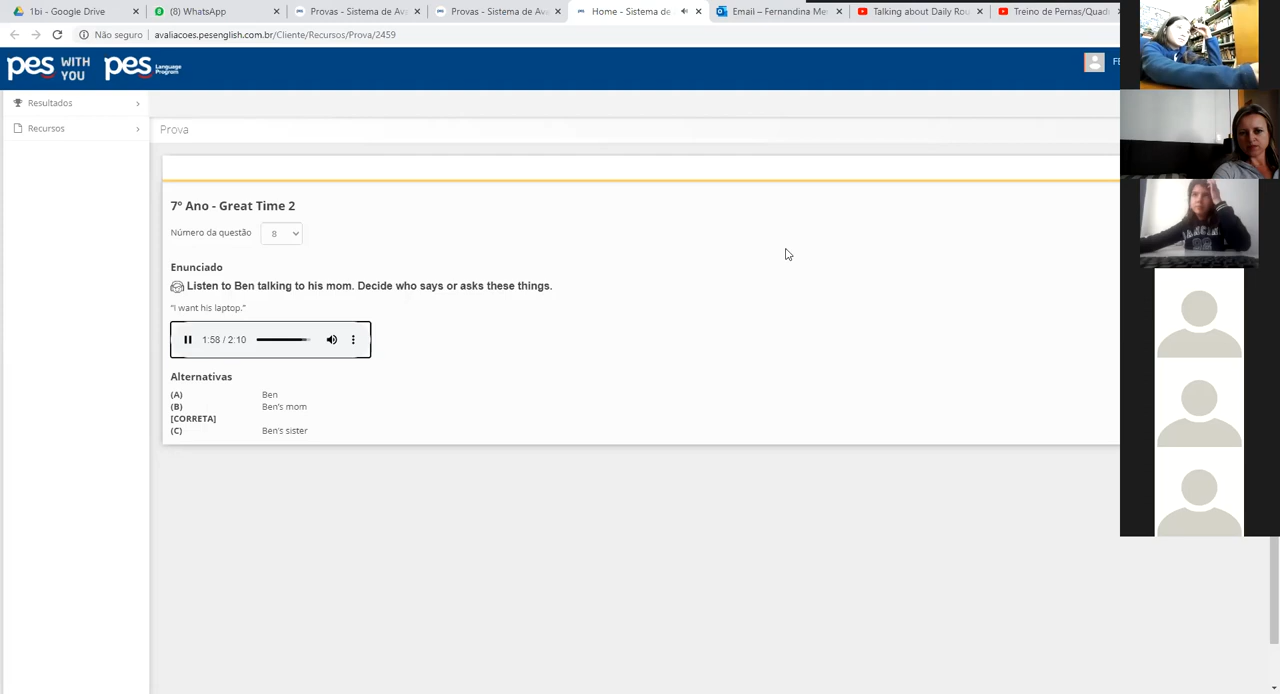 1bi - Google Drive
(8) WhatsApp
Provas - Sistema de Ava
Provas - Sistema de Ava
Home - Sistema de
Email – Fernandina Me
Talking about Daily Rou
Treino de Pernas/Quad
Não seguro
avaliacoes.pesenglish.com.br/Cliente/Recursos/Prova/2459
pes WITH YOU
pes Language Program
FE
Resultados
Recursos
Prova
7º Ano - Great Time 2
Número da questão 8
Enunciado
Listen to Ben talking to his mom. Decide who says or asks these things.
“I want his laptop.”
1:58 / 2:10
Alternativas
(A) Ben
(B) Ben’s mom
[CORRETA]
(C) Ben’s sister